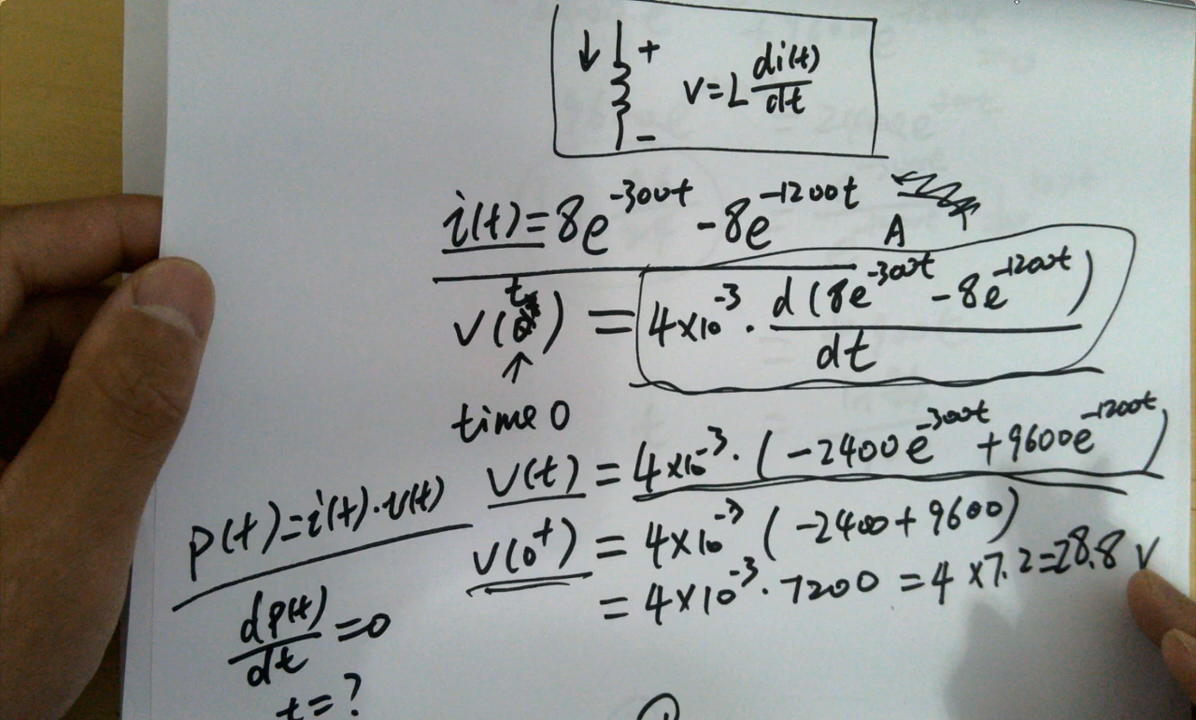 +
V=L di(t)/dt
−
i(t)=8e^-300t -8e^-1200t A
t
V( ) = 4×10^-3 · d(8e^-300t -8e^-1200t)/dt
↑
time 0
V(t) = 4×10^-3 · (-2400e^-300t +9600e^-1200t)
P(t)=i(t)·v(t)
V(0^+) = 4×10^-3 (-2400+9600)
= 4×10^-3 · 7200 = 4×7.2=28.8 V
dP(t)/dt=0
t=?